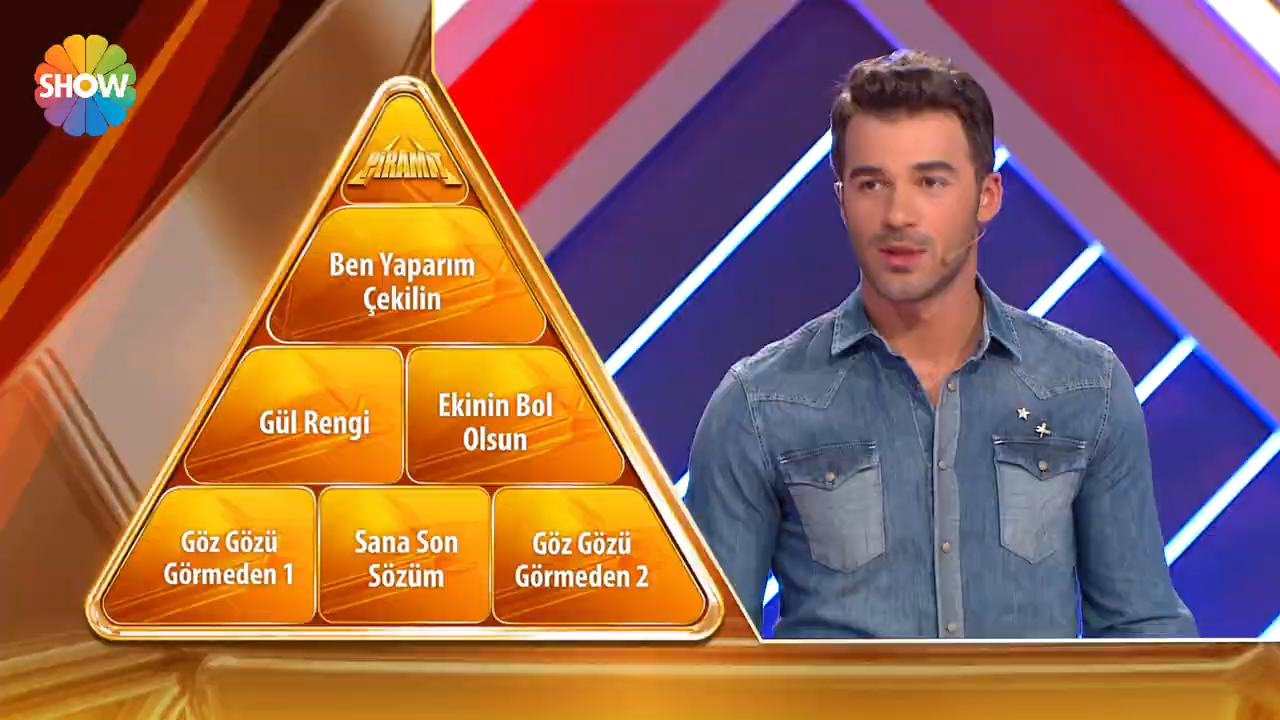 SHOW
PİRAMİT
Ben Yaparım
Çekilin
Gül Rengi
Ekinin Bol
Olsun
Göz Gözü
Görmeden 1
Sana Son
Sözüm
Göz Gözü
Görmeden 2